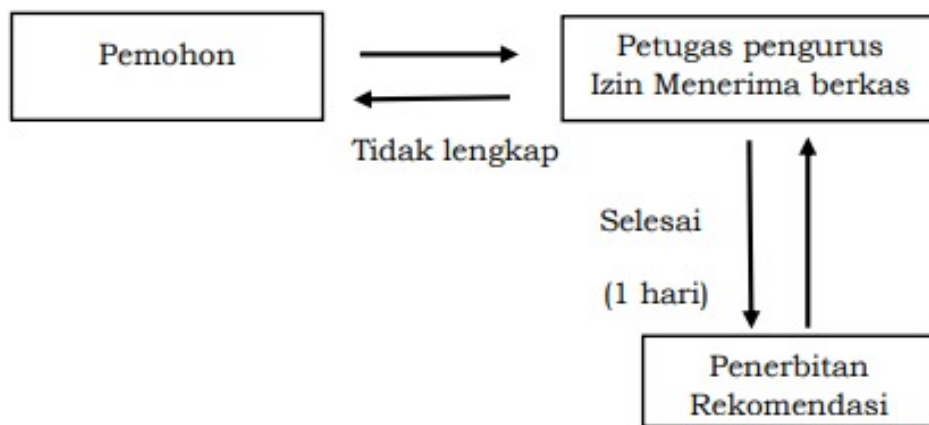 Pemohon
Petugas pengurus
Izin Menerima berkas
Tidak lengkap
Selesai
(1 hari)
Penerbitan
Rekomendasi